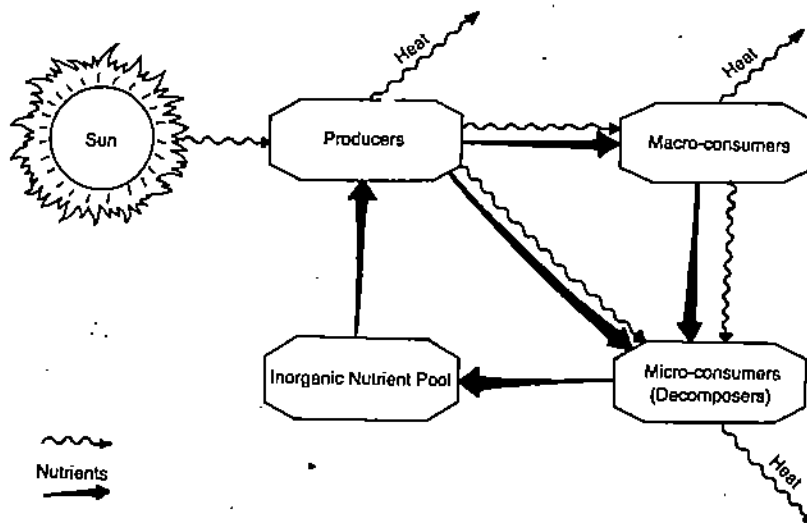 Heat
Heat
Sun
Producers
Macro-consumers
Inorganic Nutrient Pool
Micro-consumers
(Decomposers)
Nutrients
Heat